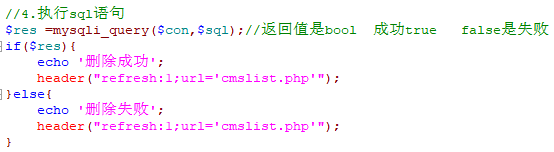 //4.执行sql语句
$res =mysqli_query($con,$sql);//返回值是bool  成功true   false是失败
if($res){
    echo '删除成功';
    header("refresh:1;url='cmslist.php'");
}else{
    echo '删除失败';
    header("refresh:1;url='cmslist.php'");
}